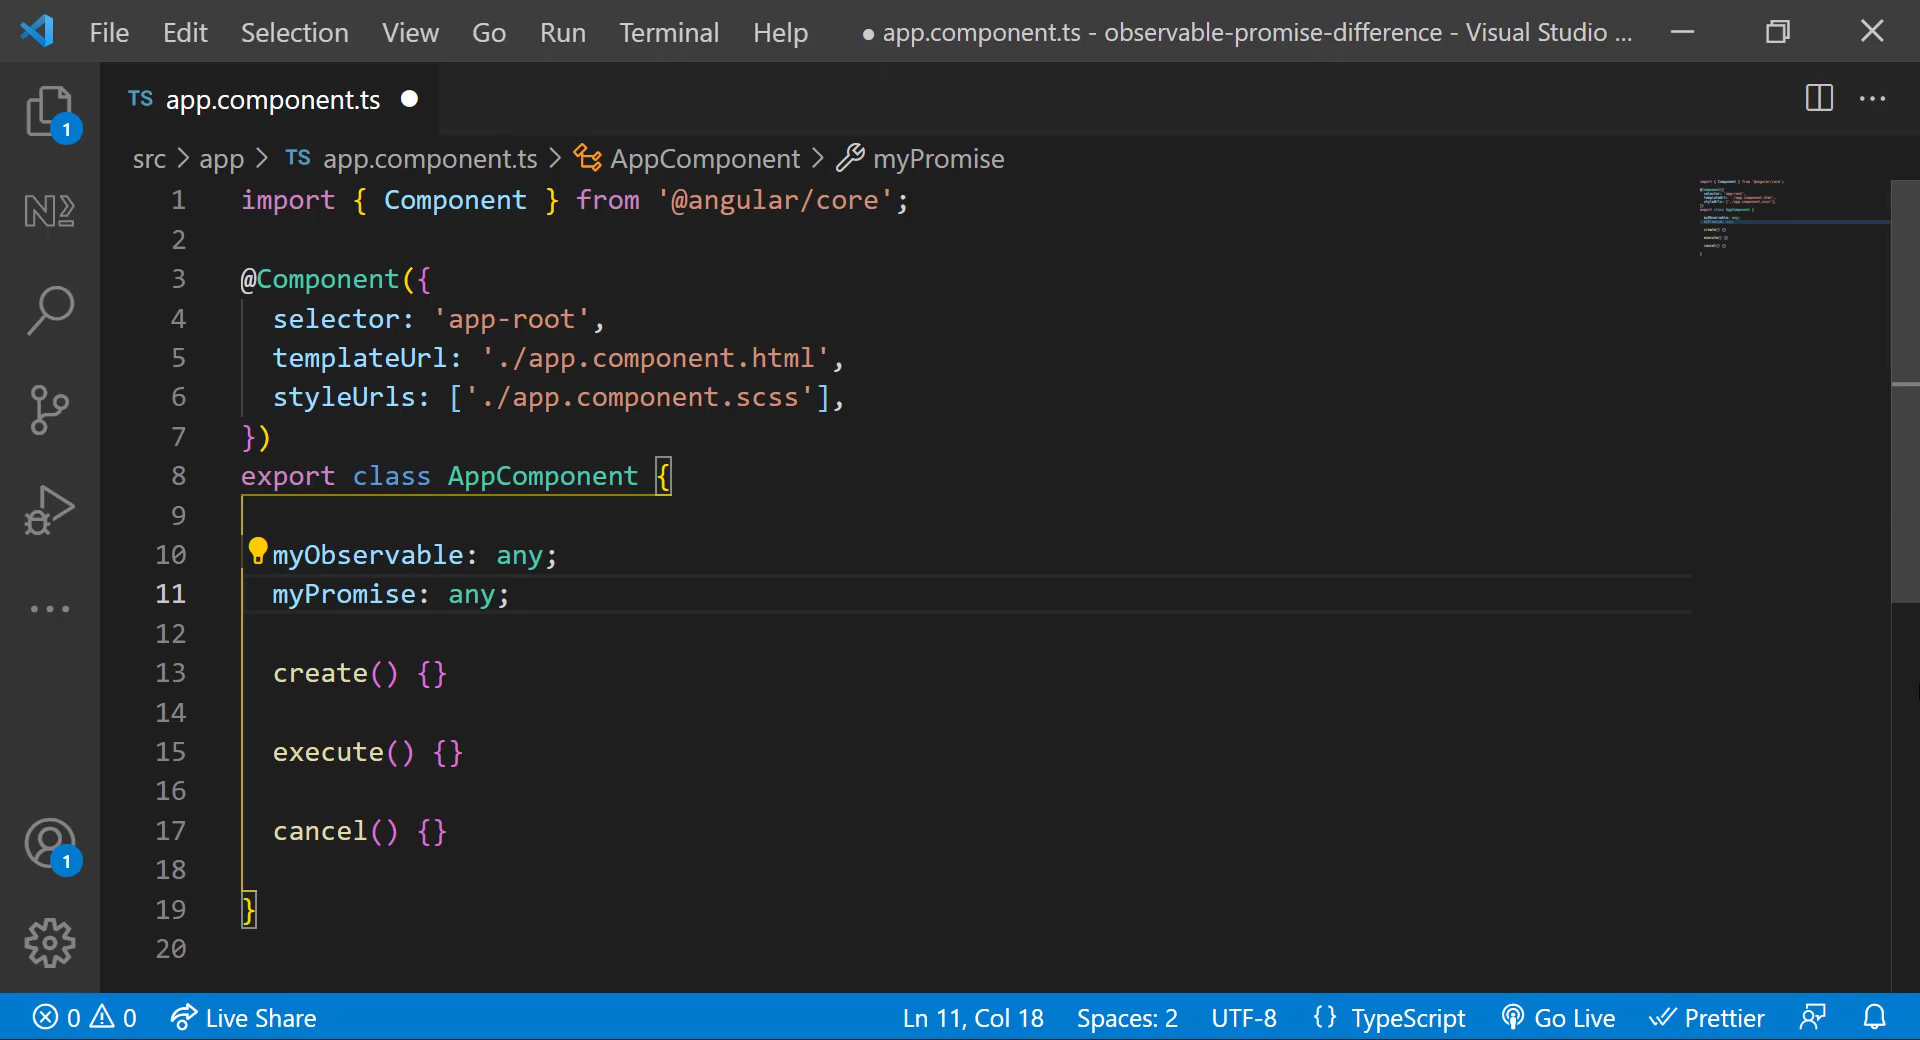 File Edit Selection View Go Run Terminal Help ● app.component.ts - observable-promise-difference - Visual Studio ...
TS app.component.ts ●
1
src > app > TS app.component.ts > AppComponent > myPromise
1 import { Component } from '@angular/core';
2
3 @Component({
4 selector: 'app-root',
5 templateUrl: './app.component.html',
6 styleUrls: ['./app.component.scss'],
7 })
8 export class AppComponent {
9
10 myObservable: any;
11 myPromise: any;
12
13 create() {}
14
15 execute() {}
16
17 cancel() {}
18
19 }
20
1
0 0 Live Share Ln 11, Col 18 Spaces: 2 UTF-8 {} TypeScript Go Live Prettier